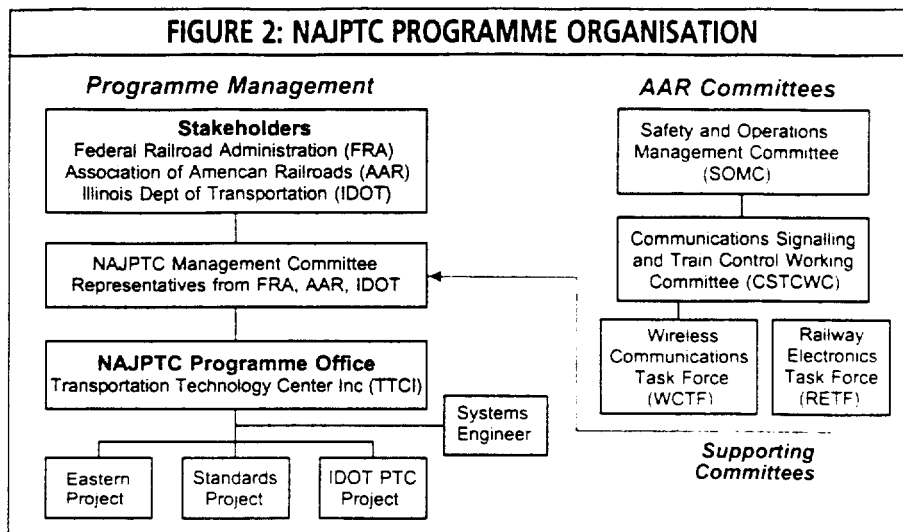 FIGURE 2: NAJPTC PROGRAMME ORGANISATION
Programme Management
Stakeholders
Federal Railroad Administration (FRA)
Association of American Railroads (AAR)
Illinois Dept of Transportation (IDOT)
NAJPTC Management Committee
Representatives from FRA, AAR, IDOT
NAJPTC Programme Office
Transportation Technology Center Inc (TTCI)
Systems
Engineer
Eastern
Project
Standards
Project
IDOT PTC
Project
AAR Committees
Safety and Operations
Management Committee
(SOMC)
Communications Signalling
and Train Control Working
Committee (CSTCWC)
Wireless
Communications
Task Force
(WCTF)
Railway
Electronics
Task Force
(RETF)
Supporting
Committees